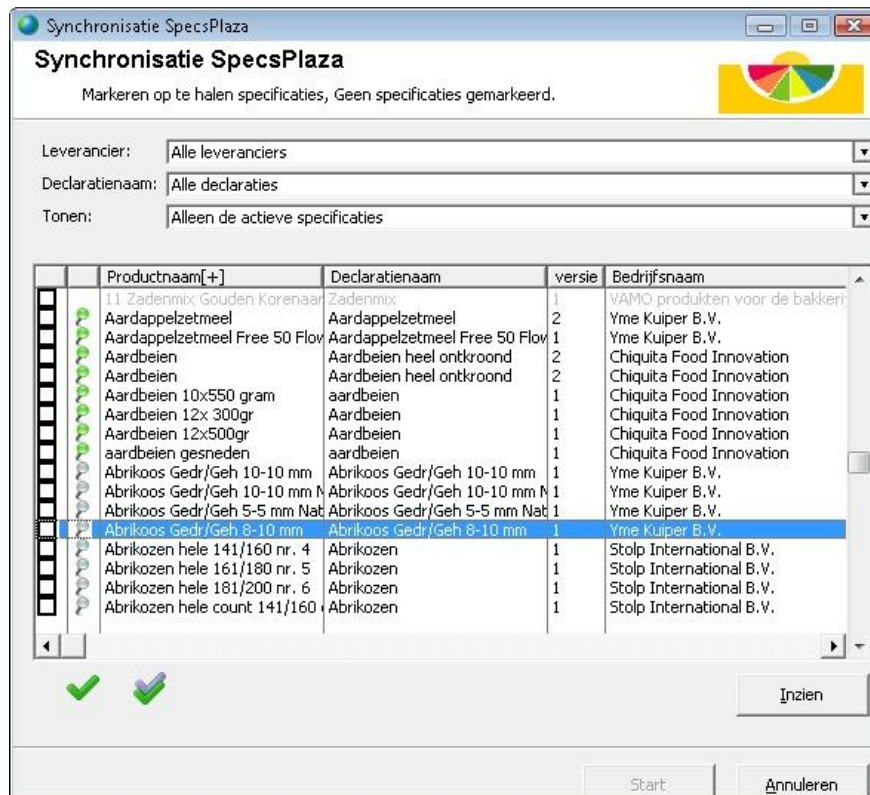 Synchronisatie SpecsPlaza
Synchronisatie SpecsPlaza
Markeren op te halen specificaties, Geen specificaties gemarkeerd.
Leverancier: Alle leveranciers
Declaratienaam: Alle declaraties
Tonen: Alleen de actieve specificaties
Productnaam[+] Declaratienaam versie Bedrijfsnaam
11 Zadenmix Gouden Korenaar Zadenmix 1 VAMO produkten voor de bakkerij
Aardappelzetmeel Aardappelzetmeel 2 Yme Kuiper B.V.
Aardappelzetmeel Free 50 Flov Aardappelzetmeel Free 50 Flov 1 Yme Kuiper B.V.
Aardbeien Aardbeien heel ontkroond 2 Chiquita Food Innovation
Aardbeien Aardbeien heel ontkroond 2 Chiquita Food Innovation
Aardbeien 10x550 gram aardbeien 1 Chiquita Food Innovation
Aardbeien 12x 300gr Aardbeien 1 Chiquita Food Innovation
Aardbeien 12x500gr Aardbeien 1 Chiquita Food Innovation
aardbeien gesneden aardbeien 1 Chiquita Food Innovation
Abrikoos Gedr/Geh 10-10 mm Abrikoos Gedr/Geh 10-10 mm 1 Yme Kuiper B.V.
Abrikoos Gedr/Geh 10-10 mm N Abrikoos Gedr/Geh 10-10 mm N 1 Yme Kuiper B.V.
Abrikoos Gedr/Geh 5-5 mm Nat Abrikoos Gedr/Geh 5-5 mm Nat 1 Yme Kuiper B.V.
Abrikoos Gedr/Geh 8-10 mm Abrikoos Gedr/Geh 8-10 mm 1 Yme Kuiper B.V.
Abrikozen hele 141/160 nr. 4 Abrikozen 1 Stolp International B.V.
Abrikozen hele 161/180 nr. 5 Abrikozen 1 Stolp International B.V.
Abrikozen hele 181/200 nr. 6 Abrikozen 1 Stolp International B.V.
Abrikozen hele count 141/160 Abrikozen 1 Stolp International B.V.
Inzien
Start Annuleren